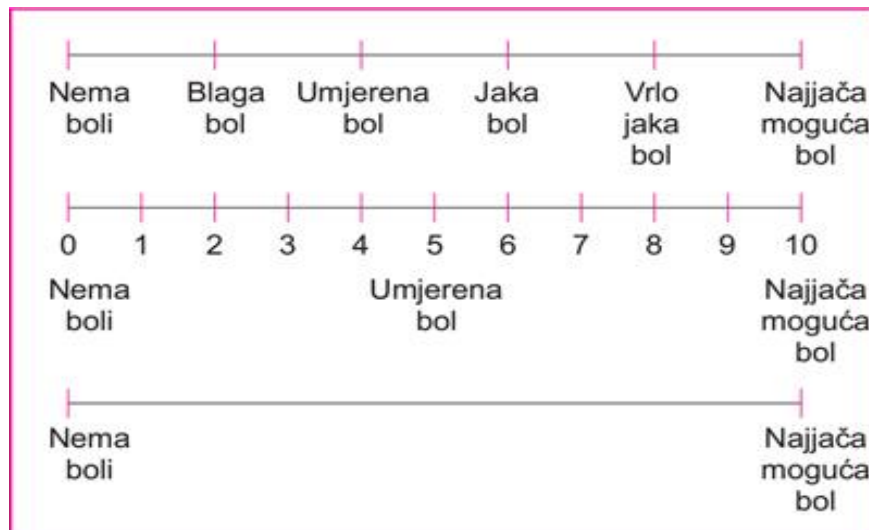 Nema boli
Blaga bol
Umjerena bol
Jaka bol
Vrlo jaka bol
Najjača moguća bol
0 1 2 3 4 5 6 7 8 9 10
Nema boli
Umjerena bol
Najjača moguća bol
Nema boli
Najjača moguća bol